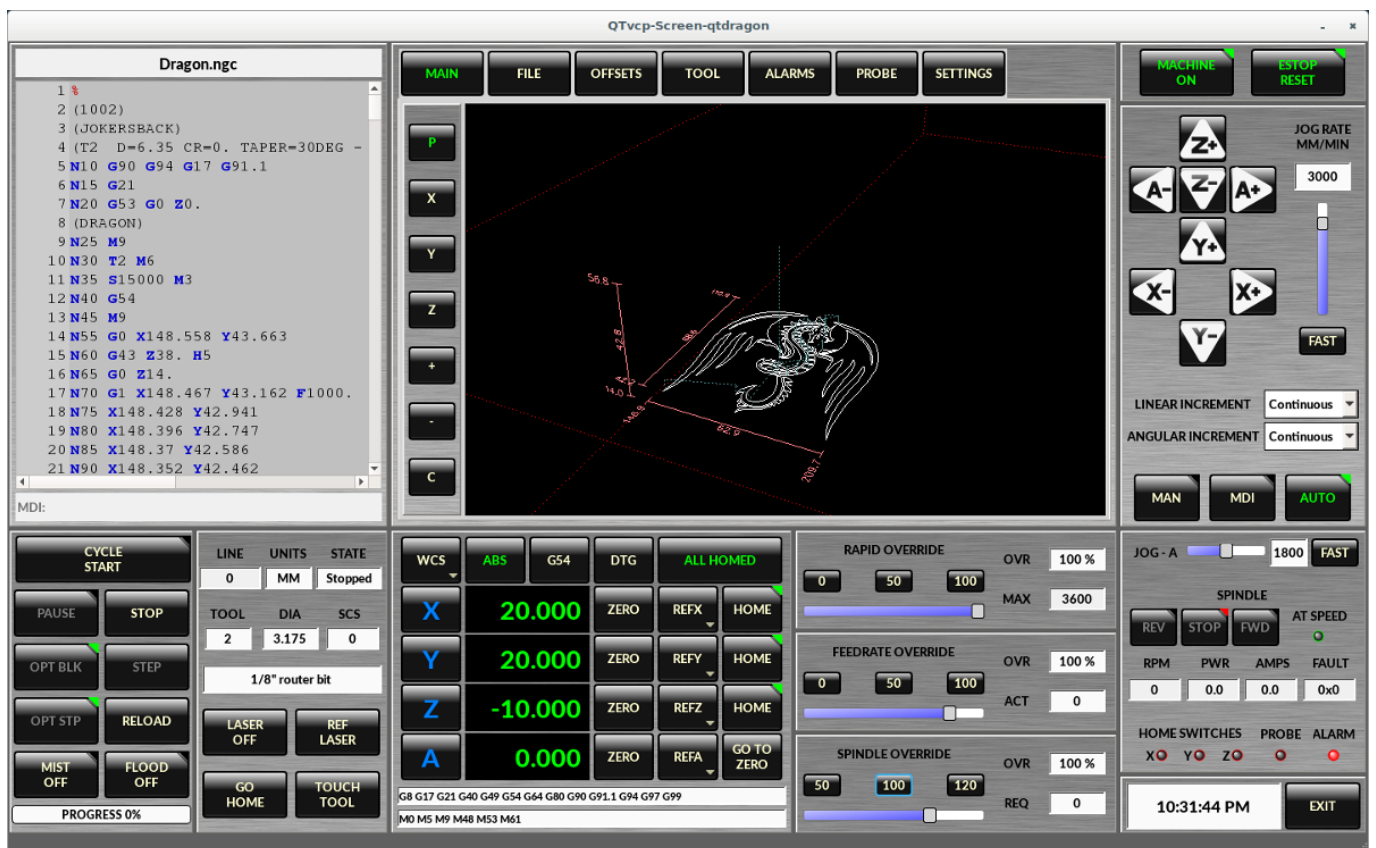 QTvcp-Screen-qtdragon
Dragon.ngc
1 %
2 (1002)
3 (JOKERSBACK)
4 (T2  D=6.35 CR=0. TAPER=30DEG -
5 N10 G90 G94 G17 G91.1
6 N15 G21
7 N20 G53 G0 Z0.
8 (DRAGON)
9 N25 M9
10 N30 T2 M6
11 N35 S15000 M3
12 N40 G54
13 N45 M9
14 N55 G0 X148.558 Y43.663
15 N60 G43 Z38. H5
16 N65 G0 Z14.
17 N70 G1 X148.467 Y43.162 F1000.
18 N75 X148.428 Y42.941
19 N80 X148.396 Y42.747
20 N85 X148.37 Y42.586
21 N90 X148.352 Y42.462
MDI:
MAIN FILE OFFSETS TOOL ALARMS PROBE SETTINGS
P
X
Y
Z
+
-
C
56.8
42.8
14.0
62.9
209.7
MACHINE ON
ESTOP RESET
JOG RATE
MM/MIN
3000
Z+
A- Z- A+
Y+
X- X+
Y-
FAST
LINEAR INCREMENT Continuous
ANGULAR INCREMENT Continuous
MAN MDI AUTO
CYCLE START
PAUSE STOP
OPT BLK STEP
OPT STP RELOAD
MIST OFF
FLOOD OFF
PROGRESS 0%
LINE UNITS STATE
0 MM Stopped
TOOL DIA SCS
2 3.175 0
1/8" router bit
LASER OFF
REF LASER
GO HOME
TOUCH TOOL
WCS ABS G54 DTG ALL HOMED
X 20.000 ZERO REFX HOME
Y 20.000 ZERO REFY HOME
Z -10.000 ZERO REFZ HOME
A 0.000 ZERO REFA GO TO ZERO
G8 G17 G21 G40 G49 G54 G64 G80 G90 G91.1 G94 G97 G99
M0 M5 M9 M48 M53 M61
RAPID OVERRIDE
OVR 100 %
0 50 100
MAX 3600
FEEDRATE OVERRIDE
OVR 100 %
0 50 100
ACT 0
SPINDLE OVERRIDE
OVR 100 %
50 100 120
REQ 0
JOG - A 1800 FAST
SPINDLE
REV STOP FWD AT SPEED
RPM PWR AMPS FAULT
0 0.0 0.0 0x0
HOME SWITCHES PROBE ALARM
X Y Z
10:31:44 PM EXIT